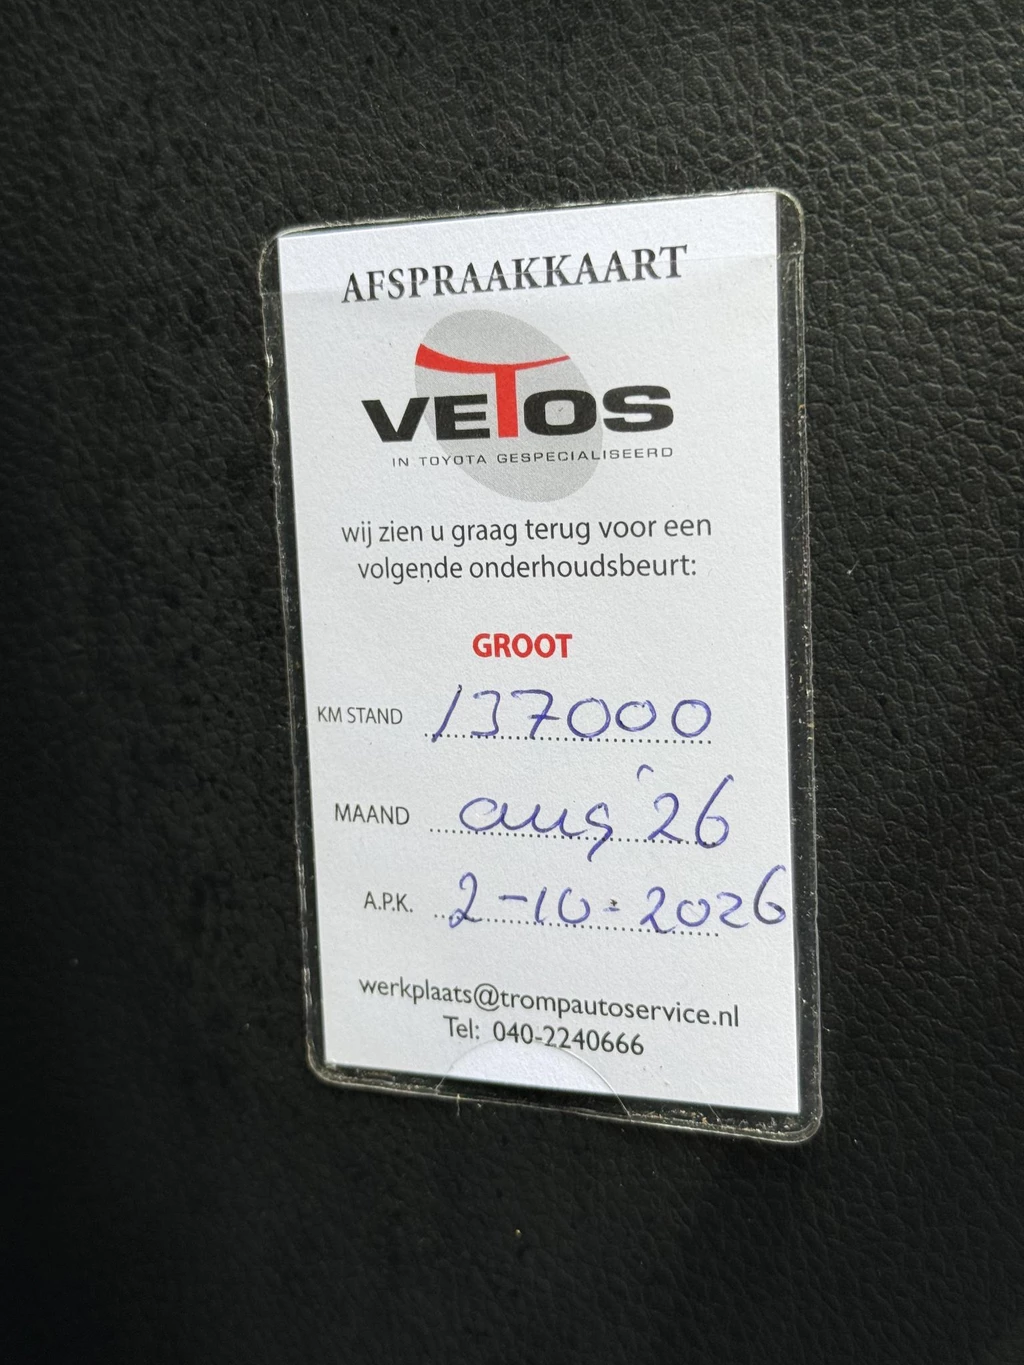 AFSPRAAKKAART
VETOS
IN TOYOTA GESPECIALISEERD
wij zien u graag terug voor een
volgende onderhoudsbeurt:
GROOT
KM STAND 137000
MAAND aug '26
A.P.K. 2-10-2026
werkplaats@trompautoservice.nl
Tel: 040-2240666